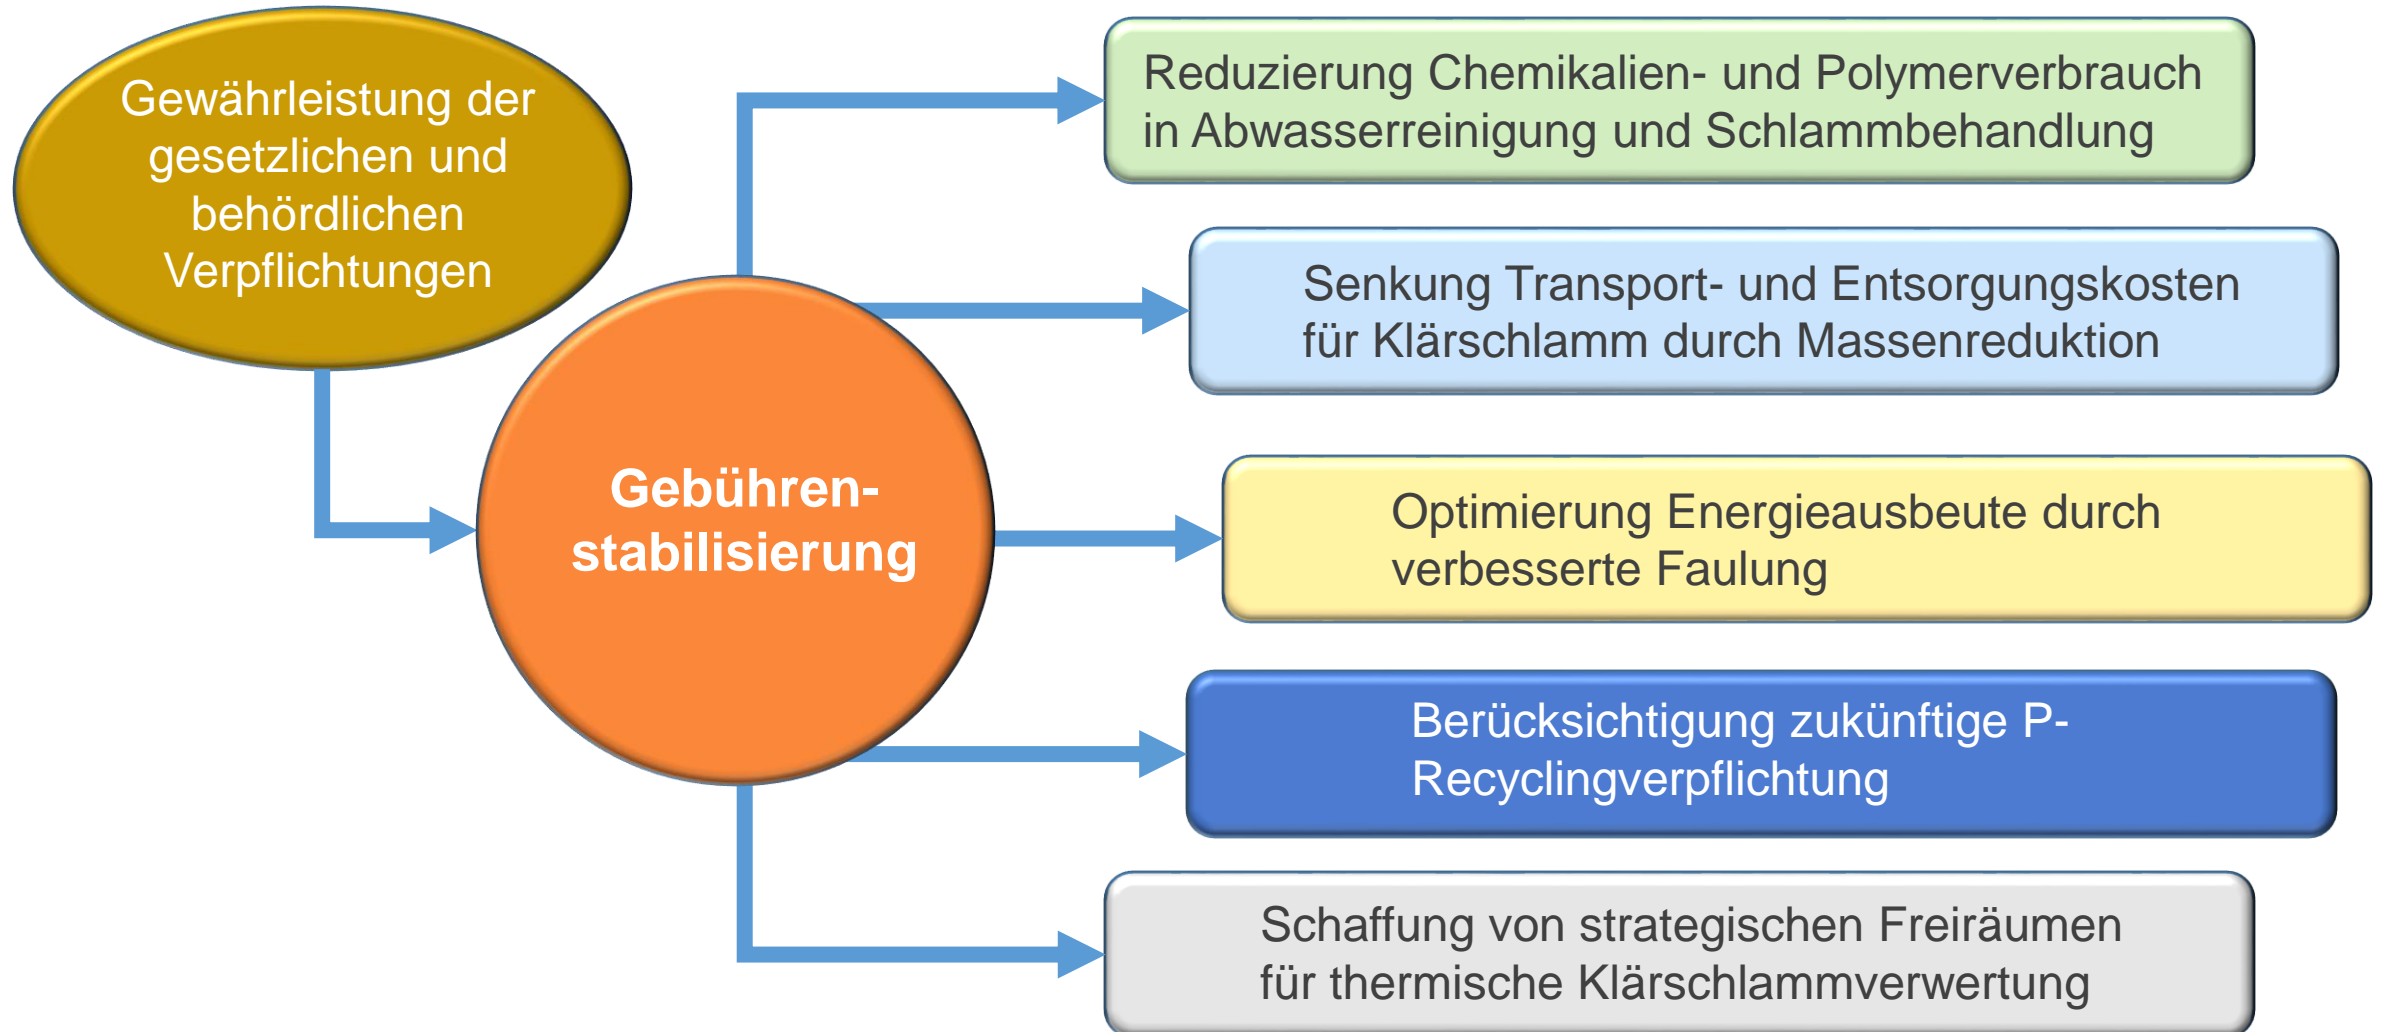 Gewährleistung der
gesetzlichen und
behördlichen
Verpflichtungen
Gebühren-
stabilisierung
Reduzierung Chemikalien- und Polymerverbrauch
in Abwasserreinigung und Schlammbehandlung
Senkung Transport- und Entsorgungskosten
für Klärschlamm durch Massenreduktion
Optimierung Energieausbeute durch
verbesserte Faulung
Berücksichtigung zukünftige P-
Recyclingverpflichtung
Schaffung von strategischen Freiräumen
für thermische Klärschlammverwertung